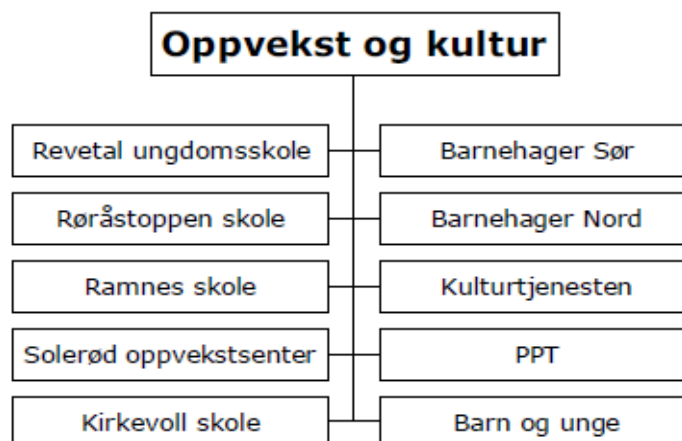 Oppvekst og kultur
Revetal ungdomsskole
Barnehager Sør
Røråstoppen skole
Barnehager Nord
Ramnes skole
Kulturtjenesten
Solerød oppvekstsenter
PPT
Kirkevoll skole
Barn og unge